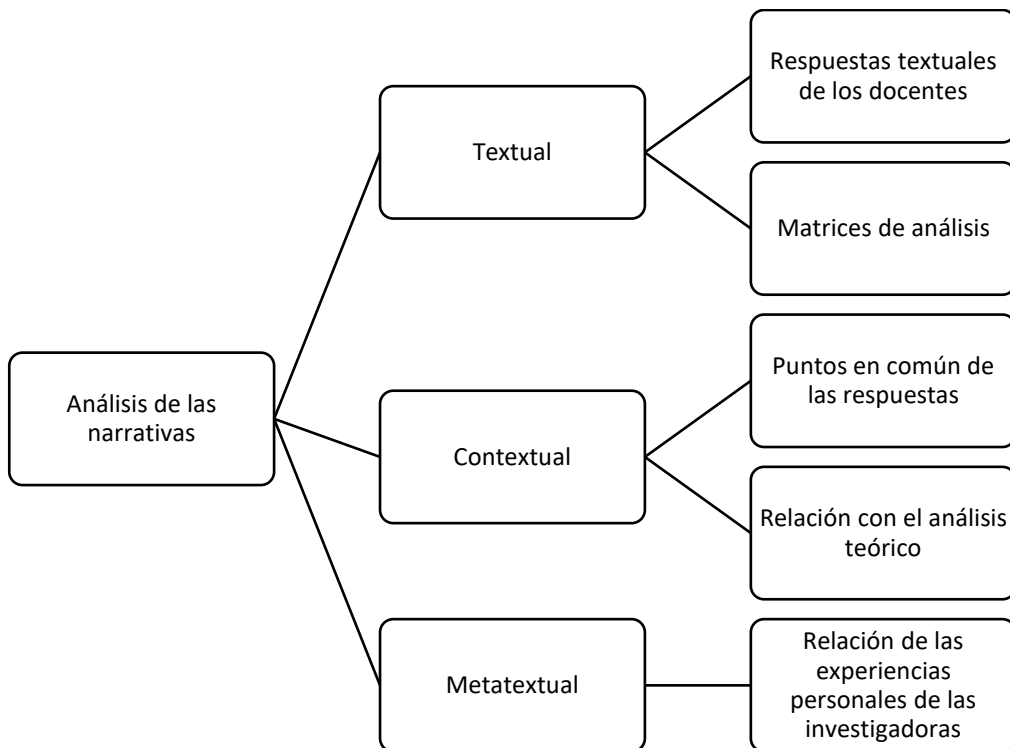 Análisis de las
narrativas
Textual
Respuestas textuales
de los docentes
Matrices de análisis
Contextual
Puntos en común de
las respuestas
Relación con el análisis
teórico
Metatextual
Relación de las
experiencias
personales de las
investigadoras